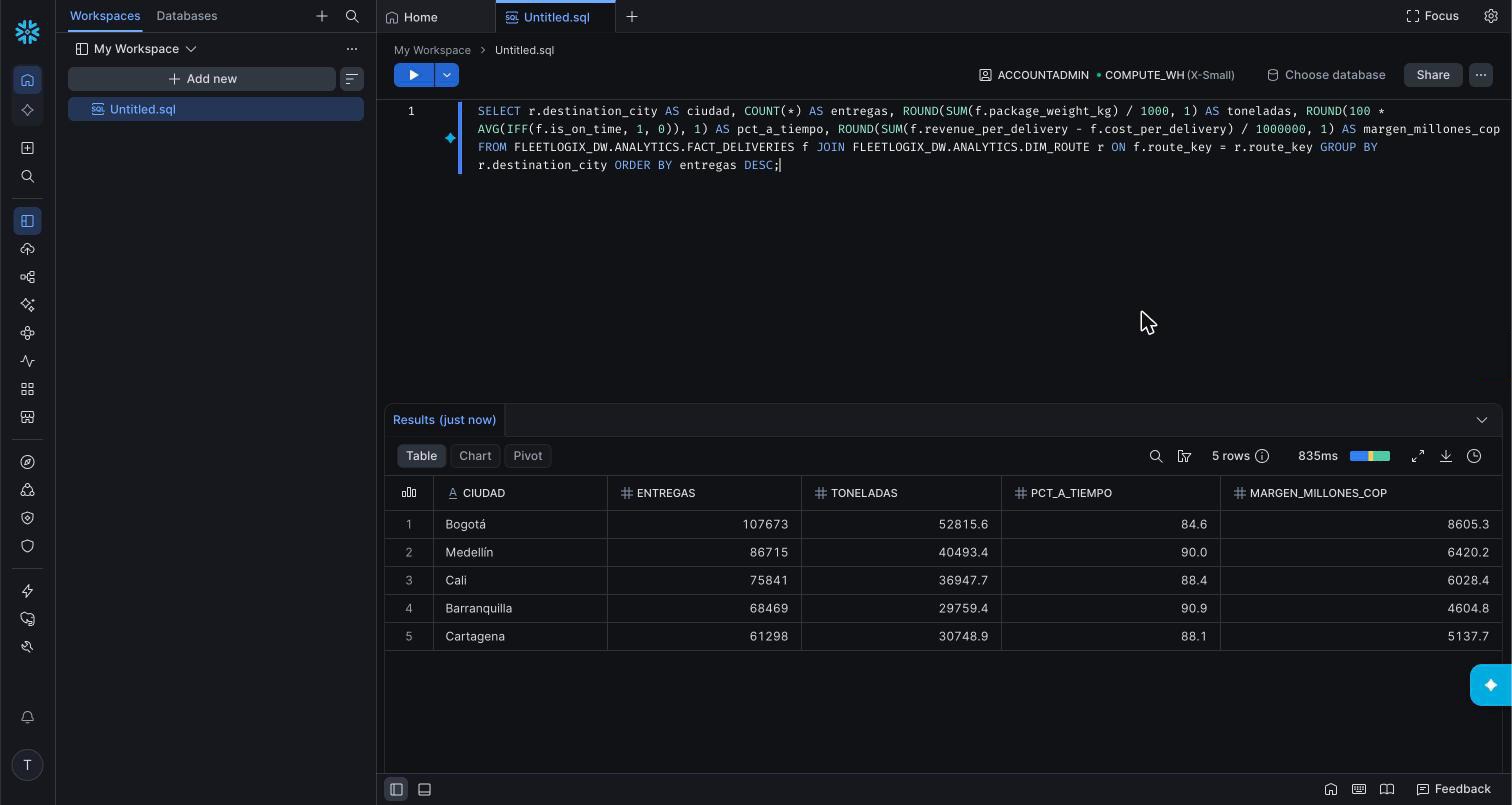 Workspaces Databases
My Workspace
Add new
SQL Untitled.sql
Home
SQL Untitled.sql
Focus
My Workspace > Untitled.sql
ACCOUNTADMIN • COMPUTE_WH (X-Small)
Choose database
Share
1
SELECT r.destination_city AS ciudad, COUNT(*) AS entregas, ROUND(SUM(f.package_weight_kg) / 1000, 1) AS toneladas, ROUND(100 *
AVG(IFF(f.is_on_time, 1, 0)), 1) AS pct_a_tiempo, ROUND(SUM(f.revenue_per_delivery - f.cost_per_delivery) / 1000000, 1) AS margen_millones_cop
FROM FLEETLOGIX_DW.ANALYTICS.FACT_DELIVERIES f JOIN FLEETLOGIX_DW.ANALYTICS.DIM_ROUTE r ON f.route_key = r.route_key GROUP BY
r.destination_city ORDER BY entregas DESC;
Results (just now)
Table Chart Pivot
5 rows 835ms
A CIUDAD # ENTREGAS # TONELADAS # PCT_A_TIEMPO # MARGEN_MILLONES_COP
1 Bogotá 107673 52815.6 84.6 8605.3
2 Medellín 86715 40493.4 90.0 6420.2
3 Cali 75841 36947.7 88.4 6028.4
4 Barranquilla 68469 29759.4 90.9 4604.8
5 Cartagena 61298 30748.9 88.1 5137.7
T
Feedback